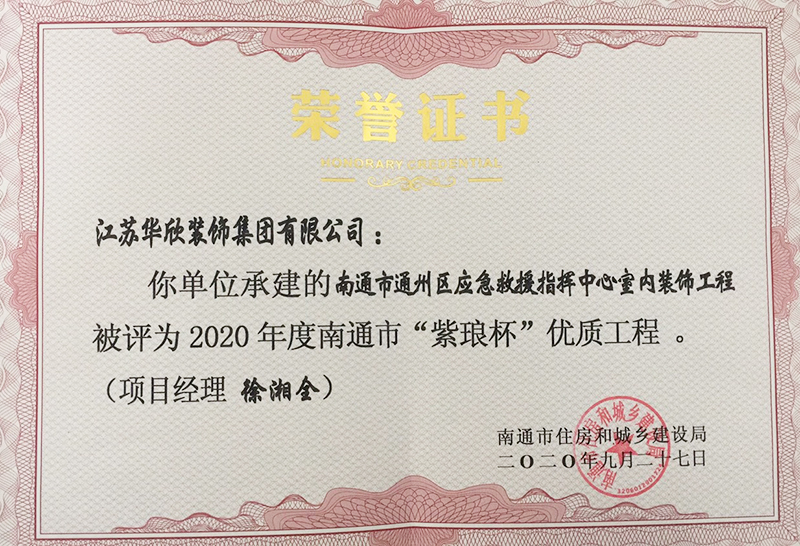 荣誉证书
HONORARY CREDENTIAL
江苏华欣装饰集团有限公司：
你单位承建的南通市通州区应急救援指挥中心室内装饰工程
被评为 2020 年度南通市“紫琅杯”优质工程 。
（项目经理 徐湘全）
南通市住房和城乡建设局
二〇二〇年九月二十七日